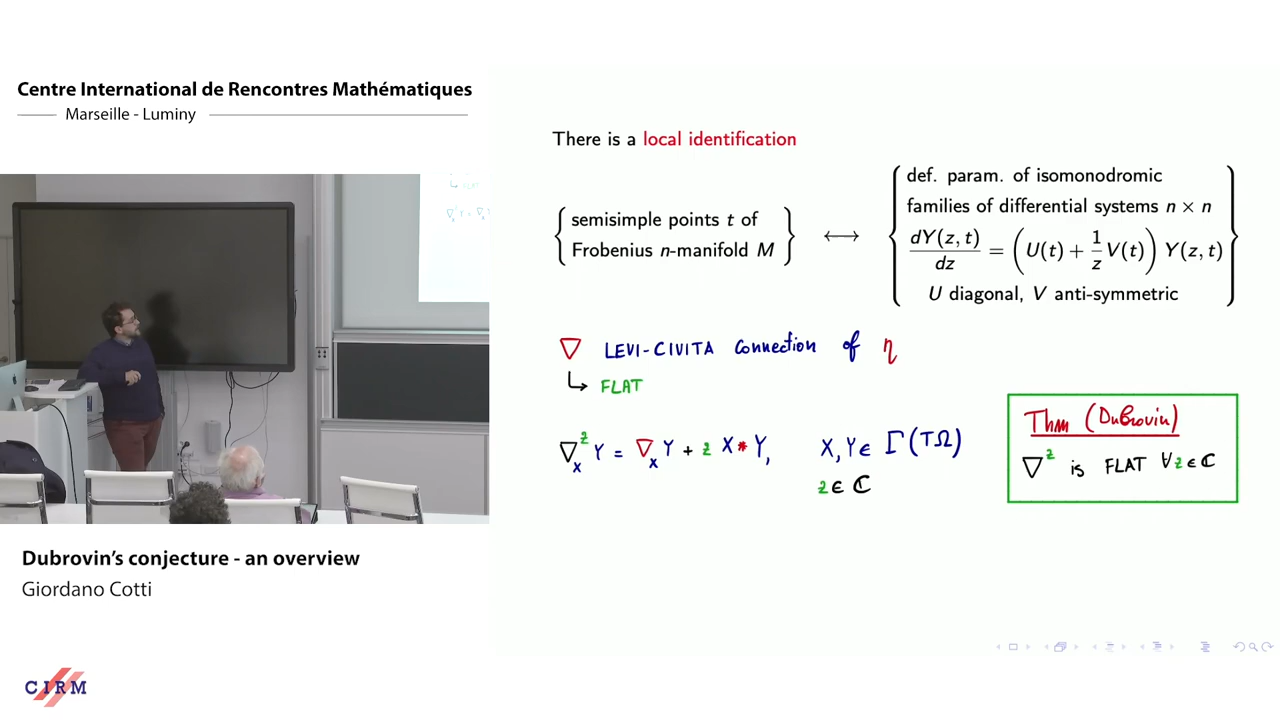 Centre International de Rencontres Mathématiques
Marseille - Luminy
There is a local identification
{ semisimple points t of
Frobenius n-manifold M }
⟷
{ def. param. of isomonodromic
families of differential systems n × n
dY(z, t)/dz = (U(t) + 1/z V(t)) Y(z, t)
U diagonal, V anti-symmetric }
∇ LEVI-CIVITA connection of η
↳ FLAT
∇^z_X Y = ∇_X Y + z X * Y, X, Y ∈ Γ(TΩ)
z ∈ ℂ
Thm (Dubrovin)
∇^z is FLAT ∀z ∈ ℂ
Dubrovin's conjecture - an overview
Giordano Cotti
CIRM